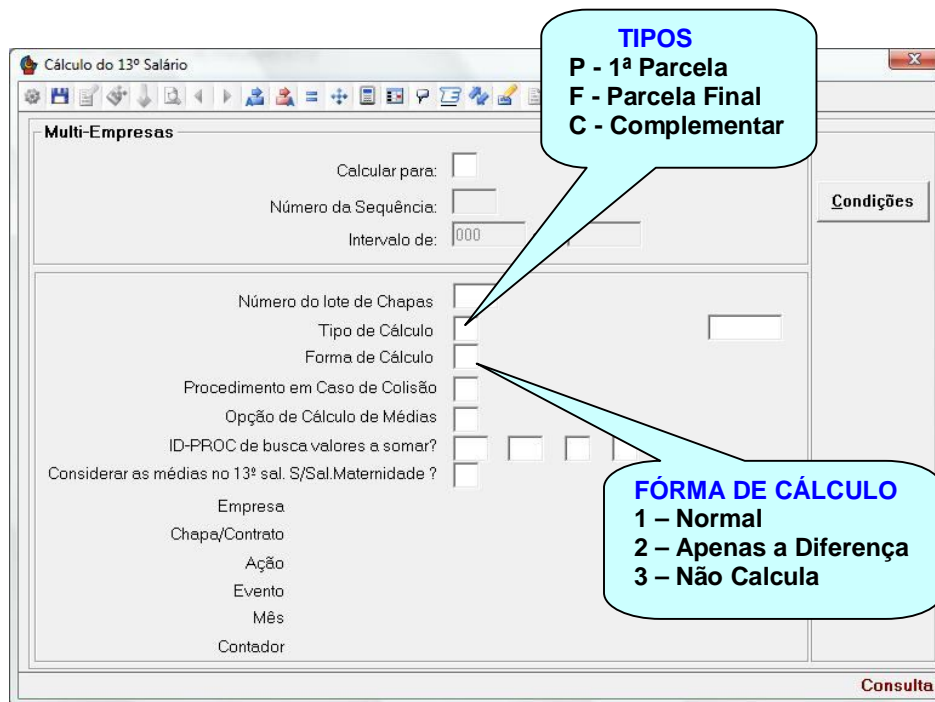 TIPOS
P - 1ª Parcela
F - Parcela Final
C - Complementar
Cálculo do 13º Salário
Multi-Empresas
Calcular para:
Número da Sequência:
Intervalo de: 000
Condições
Número do lote de Chapas
Tipo de Cálculo
Forma de Cálculo
Procedimento em Caso de Colisão
Opção de Cálculo de Médias
ID-PROC de busca valores a somar?
Considerar as médias no 13º sal. S/Sal.Maternidade ?
Empresa
Chapa/Contrato
Ação
Evento
Mês
Contador
FÓRMA DE CÁLCULO
1 – Normal
2 – Apenas a Diferença
3 – Não Calcula
Consulta